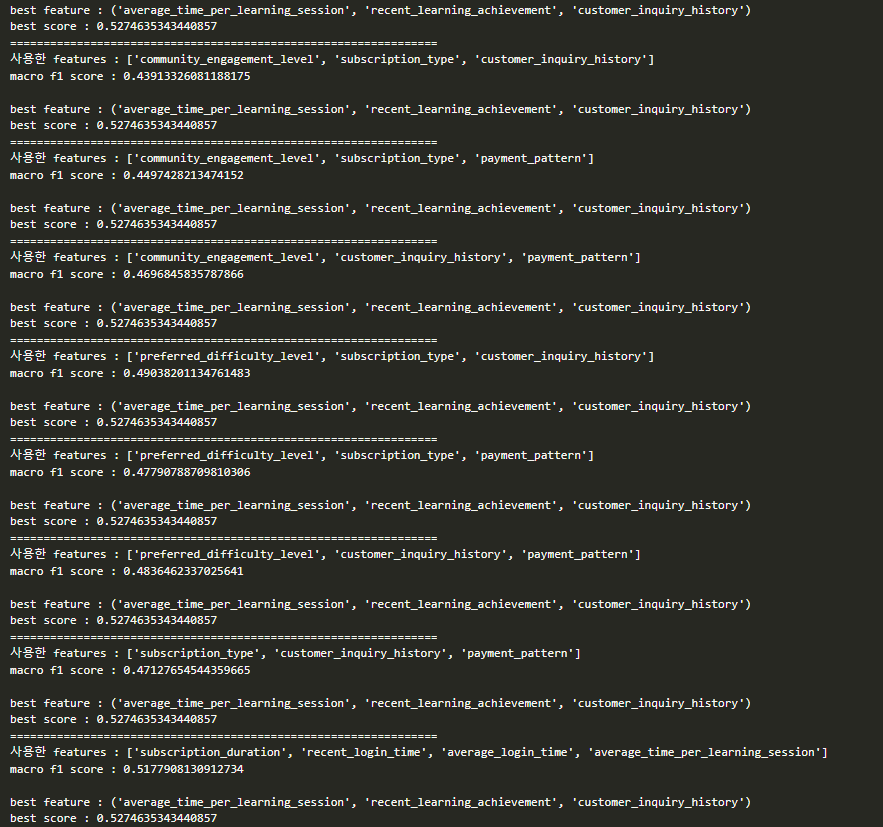 best feature : ('average_time_per_learning_session', 'recent_learning_achievement', 'customer_inquiry_history')
best score : 0.5274635343440857
================================================================
사용한 features : ['community_engagement_level', 'subscription_type', 'customer_inquiry_history']
macro f1 score : 0.43913326081188175
best feature : ('average_time_per_learning_session', 'recent_learning_achievement', 'customer_inquiry_history')
best score : 0.5274635343440857
================================================================
사용한 features : ['community_engagement_level', 'subscription_type', 'payment_pattern']
macro f1 score : 0.4497428213474152
best feature : ('average_time_per_learning_session', 'recent_learning_achievement', 'customer_inquiry_history')
best score : 0.5274635343440857
================================================================
사용한 features : ['community_engagement_level', 'customer_inquiry_history', 'payment_pattern']
macro f1 score : 0.4696845835787866
best feature : ('average_time_per_learning_session', 'recent_learning_achievement', 'customer_inquiry_history')
best score : 0.5274635343440857
================================================================
사용한 features : ['preferred_difficulty_level', 'subscription_type', 'customer_inquiry_history']
macro f1 score : 0.49038201134761483
best feature : ('average_time_per_learning_session', 'recent_learning_achievement', 'customer_inquiry_history')
best score : 0.5274635343440857
================================================================
사용한 features : ['preferred_difficulty_level', 'subscription_type', 'payment_pattern']
macro f1 score : 0.47790788709810306
best feature : ('average_time_per_learning_session', 'recent_learning_achievement', 'customer_inquiry_history')
best score : 0.5274635343440857
================================================================
사용한 features : ['preferred_difficulty_level', 'customer_inquiry_history', 'payment_pattern']
macro f1 score : 0.4836462337025641
best feature : ('average_time_per_learning_session', 'recent_learning_achievement', 'customer_inquiry_history')
best score : 0.5274635343440857
================================================================
사용한 features : ['subscription_type', 'customer_inquiry_history', 'payment_pattern']
macro f1 score : 0.47127654544359665
best feature : ('average_time_per_learning_session', 'recent_learning_achievement', 'customer_inquiry_history')
best score : 0.5274635343440857
================================================================
사용한 features : ['subscription_duration', 'recent_login_time', 'average_login_time', 'average_time_per_learning_session']
macro f1 score : 0.5177908130912734
best feature : ('average_time_per_learning_session', 'recent_learning_achievement', 'customer_inquiry_history')
best score : 0.5274635343440857